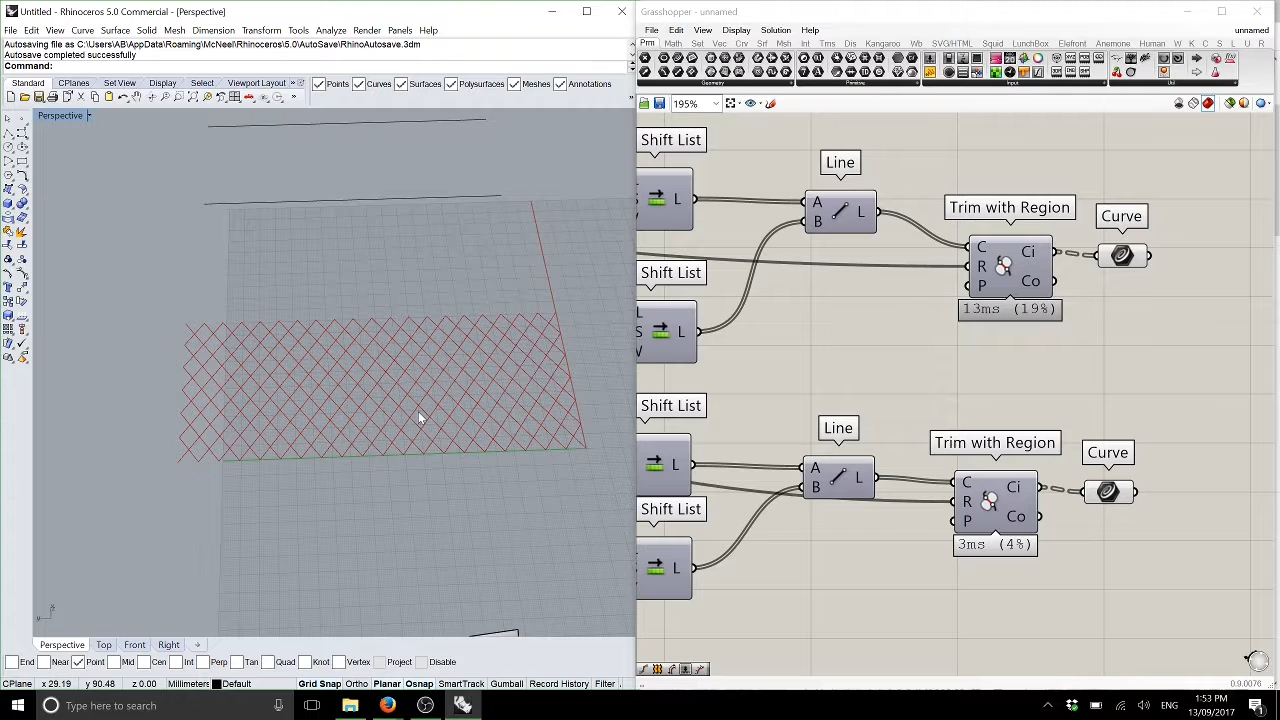 Untitled - Rhinoceros 5.0 Commercial - [Perspective]
File Edit View Curve Surface Solid Mesh Dimension Transform Tools Analyze Render Panels Help
Autosaving file as C:\Users\AB\AppData\Roaming\McNeel\Rhinoceros\5.0\AutoSave\RhinoAutosave.3dm
Autosave completed successfully
Command:
Standard CPlanes Set View Display Select Viewport Layout
Points Surfaces Polysurfaces Meshes Annotations
Perspective
Perspective Top Front Right
End Near Point Mid Cen Int Perp Tan Quad Knot Vertex Project Disable
CPlane x 29.19 y 90.48 z 0.00 Millimeters Default Grid Snap Ortho Planar Osnap SmartTrack Gumball Record History Filter
Grasshopper - unnamed
File Edit View Display Solution Help unnamed
Prm Math Set Vec Crv Srf Msh Int Trns Dis Kangaroo Wb SVG/HTML Squid LunchBox Elefront Anemone Human W C S L U R
Geometry Primitive Input Util
195%
Shift List
Line
Trim with Region
Curve
L
A
B
L
C
R
P
Ci
Co
13ms (19%)
Shift List
L
S
L
Shift List
Line
Trim with Region
Curve
L
A
B
L
C
R
P
Ci
Co
3ms (4%)
Shift List
L
0.9.0076
Type here to search
ENG
1:53 PM
13/09/2017